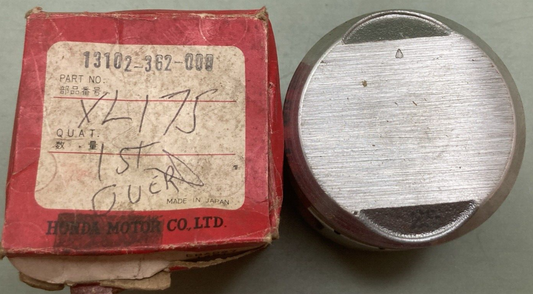 13102-362-000
PART NO.
部品番号
XL175
QUAT.
数・量
1ST
OVER
MADE IN JAPAN
HONDA MOTOR CO., LTD.